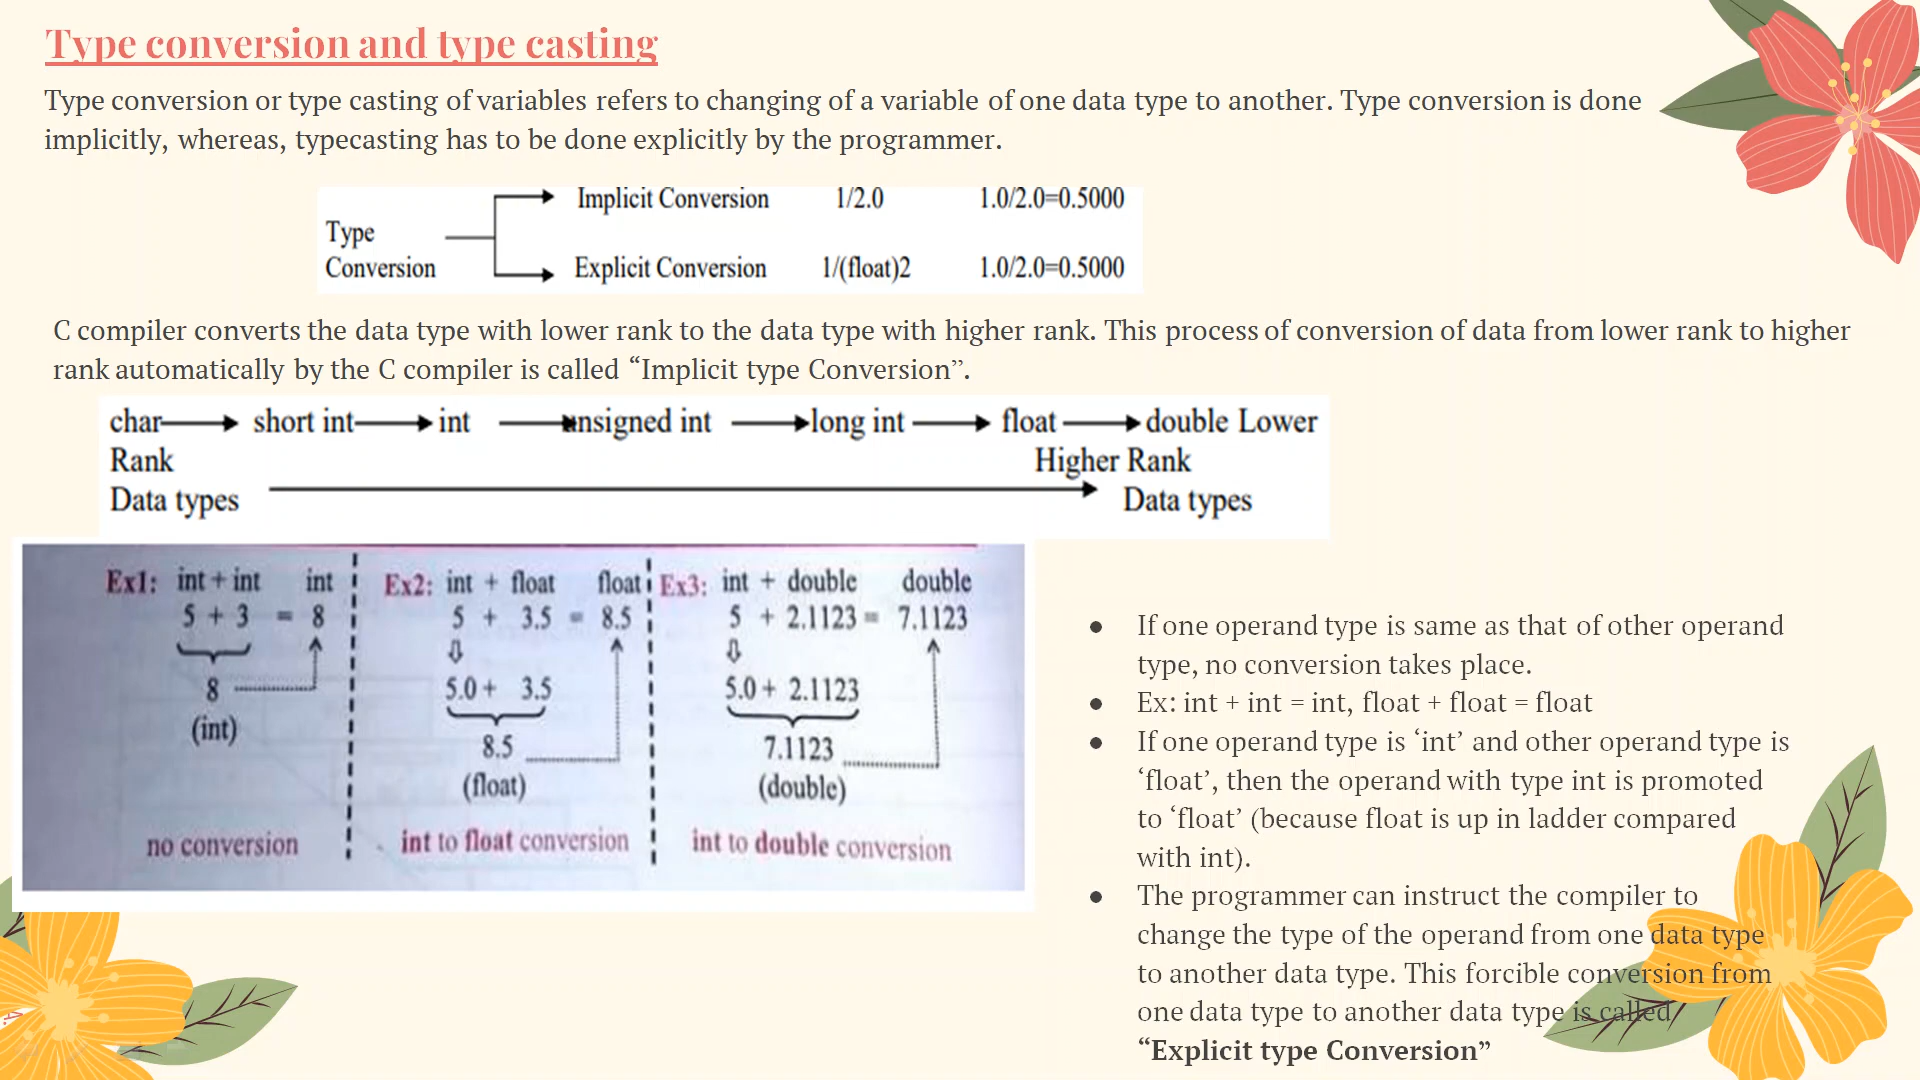 Type conversion and type casting
Type conversion or type casting of variables refers to changing of a variable of one data type to another. Type conversion is done
implicitly, whereas, typecasting has to be done explicitly by the programmer.
Implicit Conversion 1/2.0 1.0/2.0=0.5000
Type
Conversion
Explicit Conversion 1/(float)2 1.0/2.0=0.5000
C compiler converts the data type with lower rank to the data type with higher rank. This process of conversion of data from lower rank to higher
rank automatically by the C compiler is called “Implicit type Conversion”.
char → short int → int → unsigned int → long int → float → double Lower
Rank Higher Rank
Data types → Data types
Ex1: int + int int
5 + 3 = 8
8
(int)
no conversion
Ex2: int + float float
5 + 3.5 = 8.5
5.0 + 3.5
8.5
(float)
int to float conversion
Ex3: int + double double
5 + 2.1123 = 7.1123
5.0 + 2.1123
7.1123
(double)
int to double conversion
● If one operand type is same as that of other operand
type, no conversion takes place.
● Ex: int + int = int, float + float = float
● If one operand type is ‘int’ and other operand type is
‘float’, then the operand with type int is promoted
to ‘float’ (because float is up in ladder compared
with int).
● The programmer can instruct the compiler to
change the type of the operand from one data type
to another data type. This forcible conversion from
one data type to another data type is called
“Explicit type Conversion”